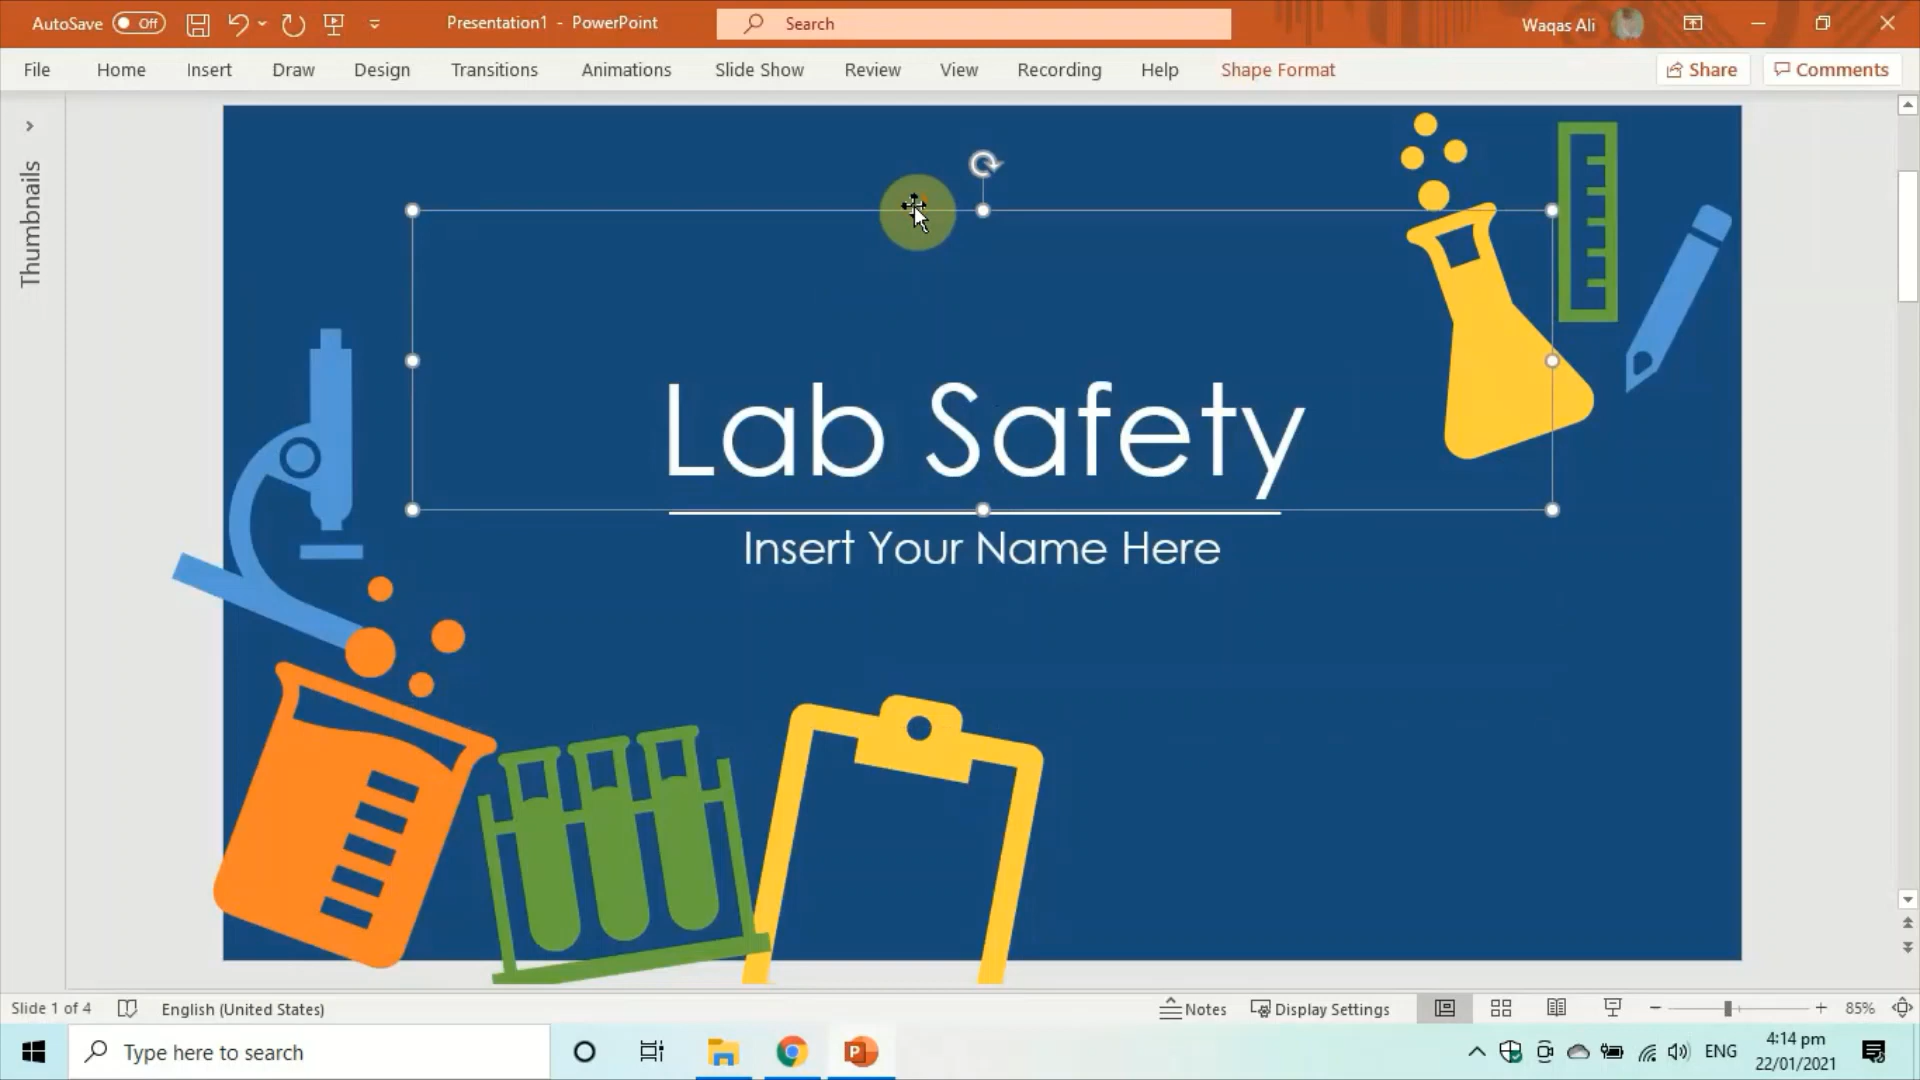 AutoSave Off Presentation1 - PowerPoint Search Waqas Ali
File Home Insert Draw Design Transitions Animations Slide Show Review View Recording Help Shape Format Share Comments
Thumbnails
Lab Safety
Insert Your Name Here
Slide 1 of 4 English (United States) Notes Display Settings 85%
Type here to search ENG 4:14 pm
22/01/2021